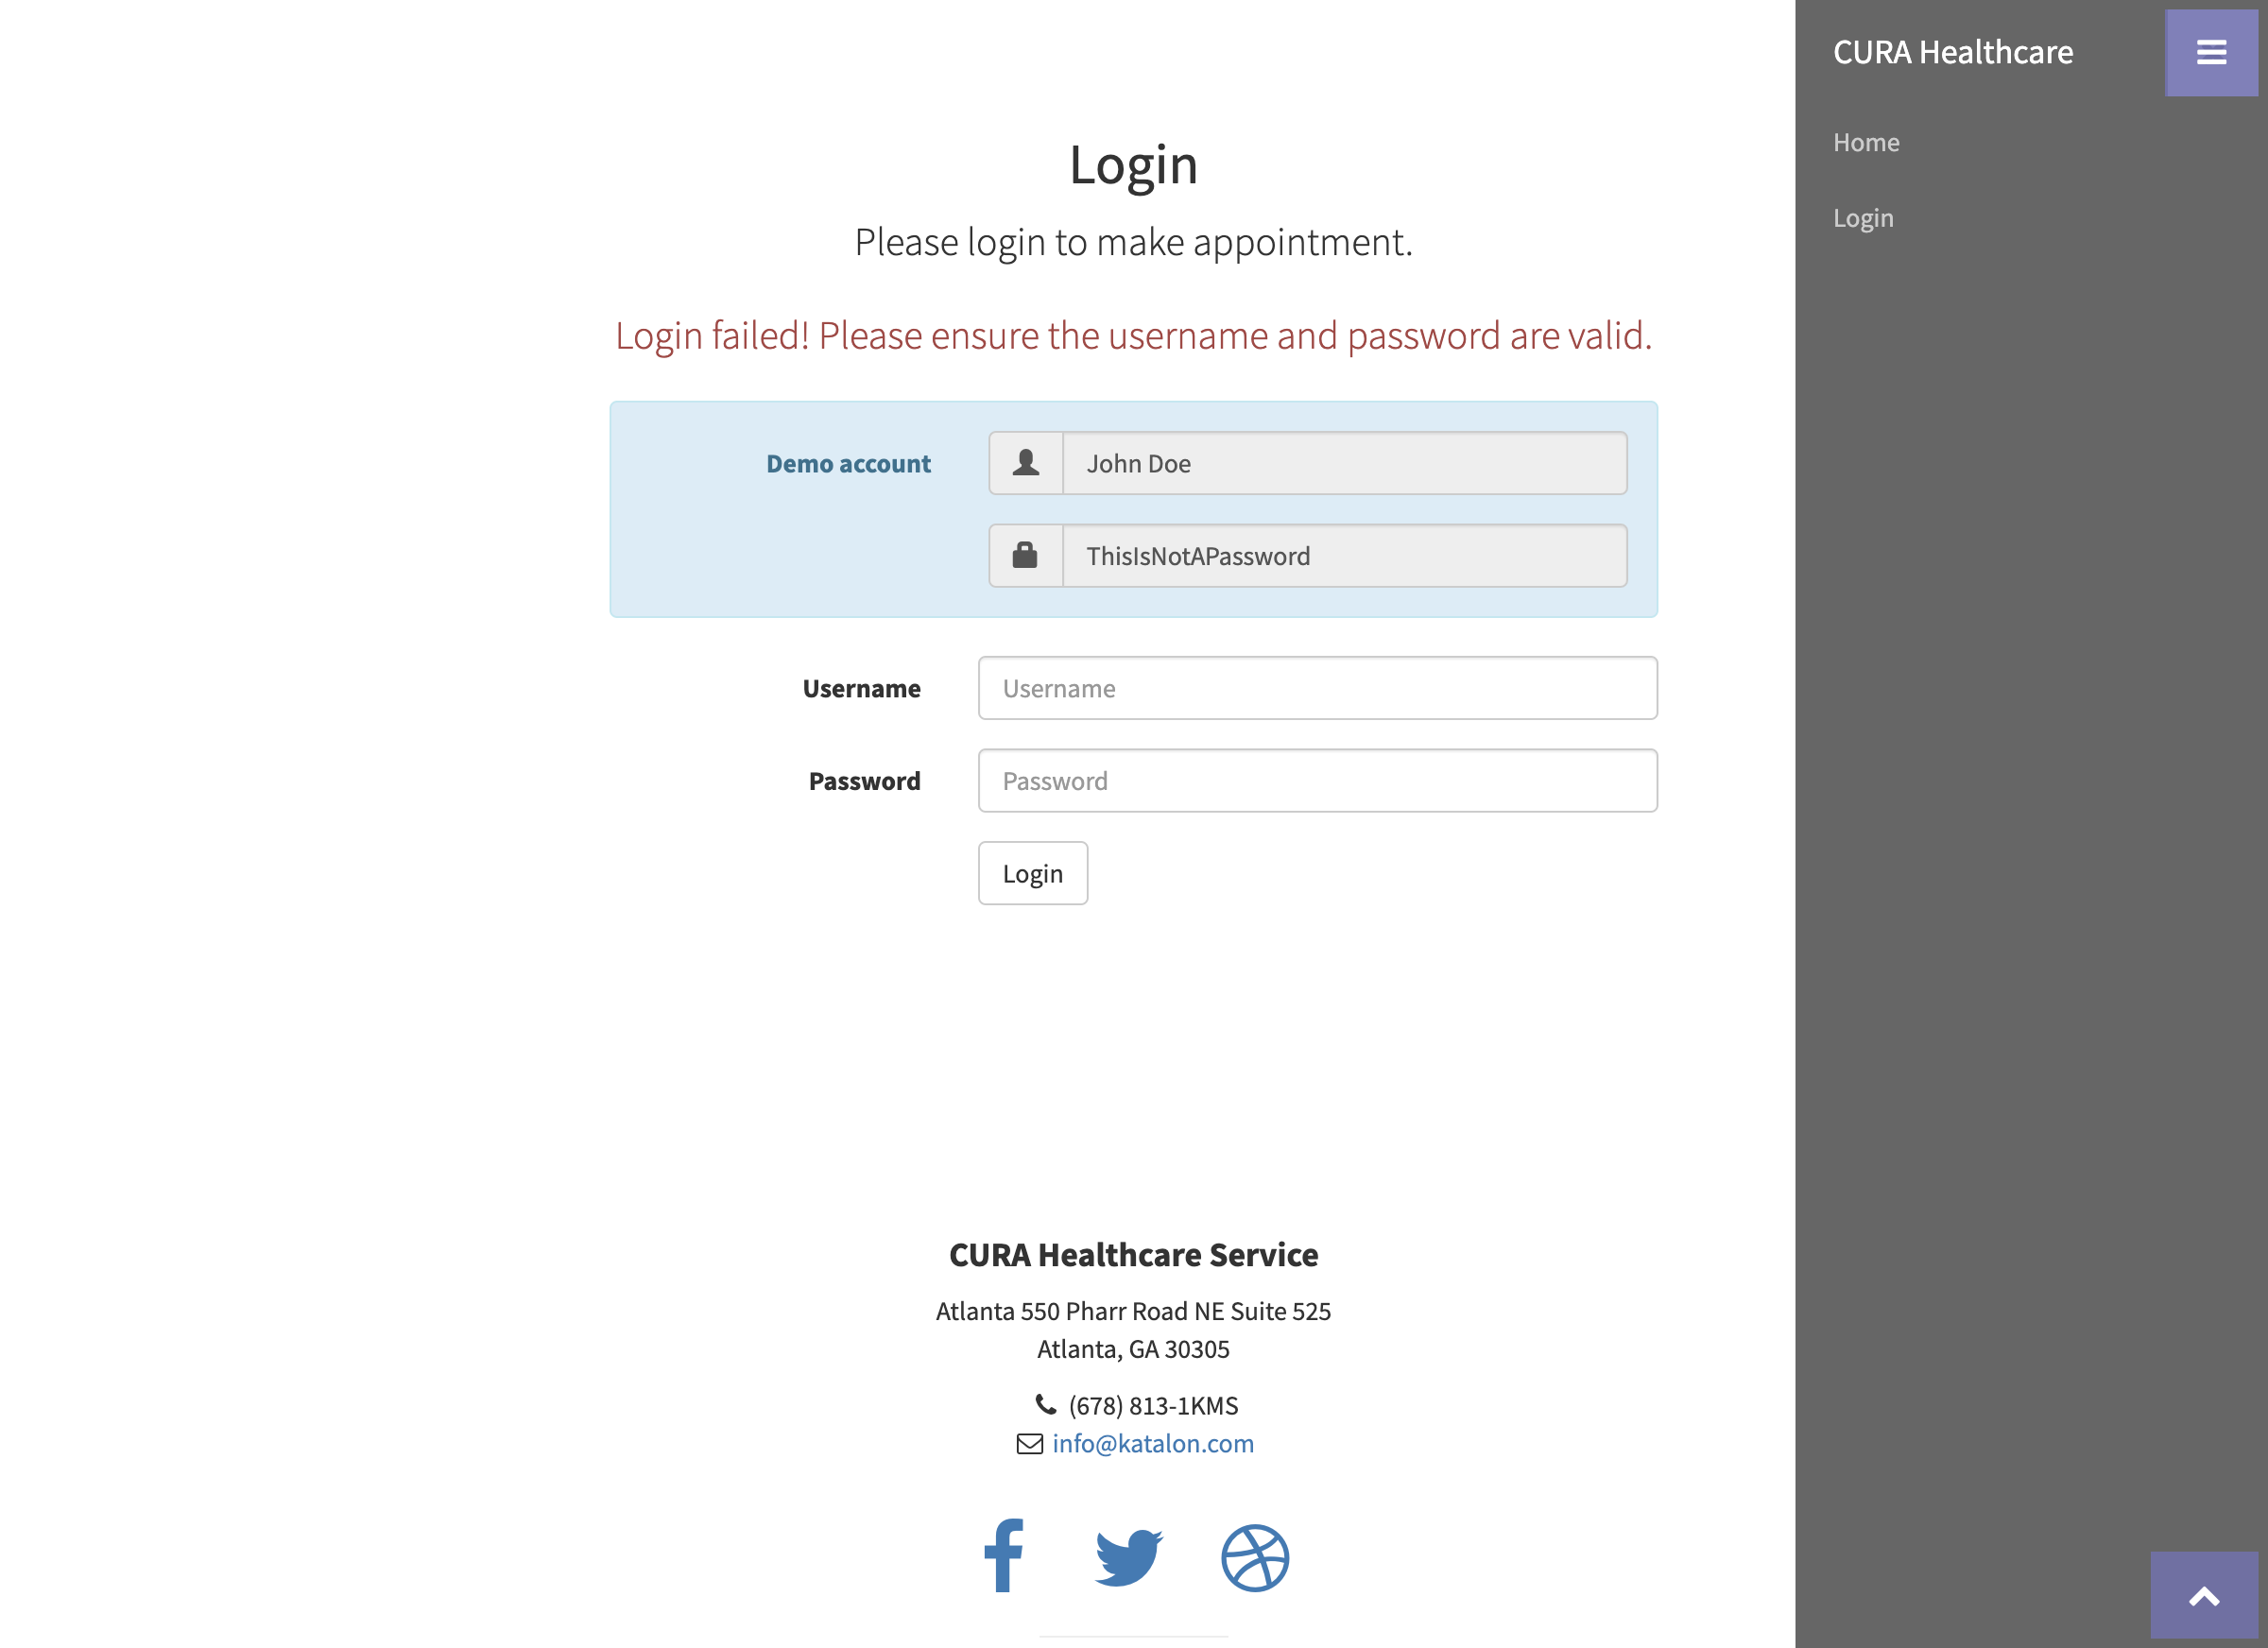 CURA Healthcare
Home
Login
Login
Please login to make appointment.
Login failed! Please ensure the username and password are valid.
Demo account
John Doe
ThisIsNotAPassword
Username
Username
Password
Password
Login
CURA Healthcare Service
Atlanta 550 Pharr Road NE Suite 525
Atlanta, GA 30305
(678) 813-1KMS
info@katalon.com